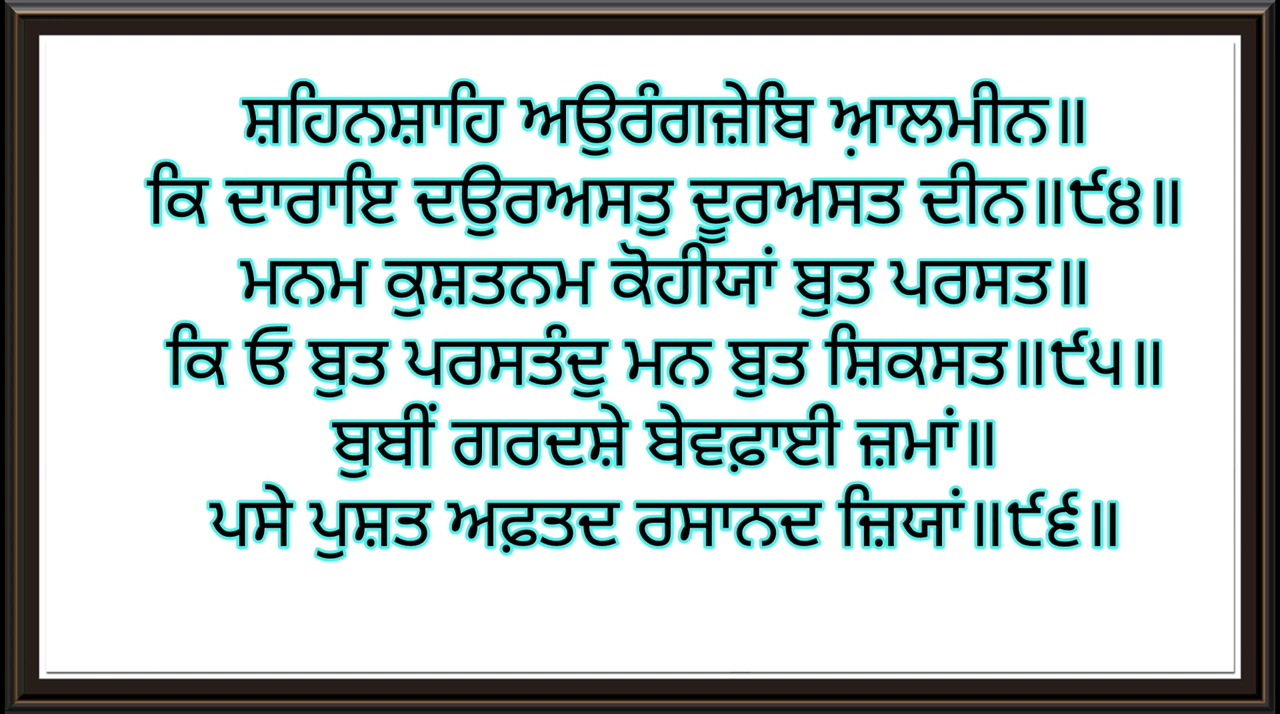 ਸ਼ਹਿਨਸ਼ਾਹਿ ਅਉਰੰਗਜ਼ੇਬਿ ਆ਼ਲਮੀਨ॥
ਕਿ ਦਾਰਾਇ ਦਉਰਅਸਤੁ ਦੂਰਅਸਤ ਦੀਨ॥੯੪॥
ਮਨਮ ਕੁਸ਼ਤਨਮ ਕੋਹੀਯਾਂ ਬੁਤ ਪਰਸਤ॥
ਕਿ ਓ ਬੁਤ ਪਰਸਤੰਦੁ ਮਨ ਬੁਤ ਸ਼ਿਕਸਤ॥੯੫॥
ਬੁਬੀਂ ਗਰਦਸ਼ੇ ਬੇਵਫ਼ਾਈ ਜ਼ਮਾਂ॥
ਪਸੇ ਪੁਸ਼ਤ ਅਫ਼ਤਦ ਰਸਾਨਦ ਜ਼ਿਯਾਂ॥੯੬॥